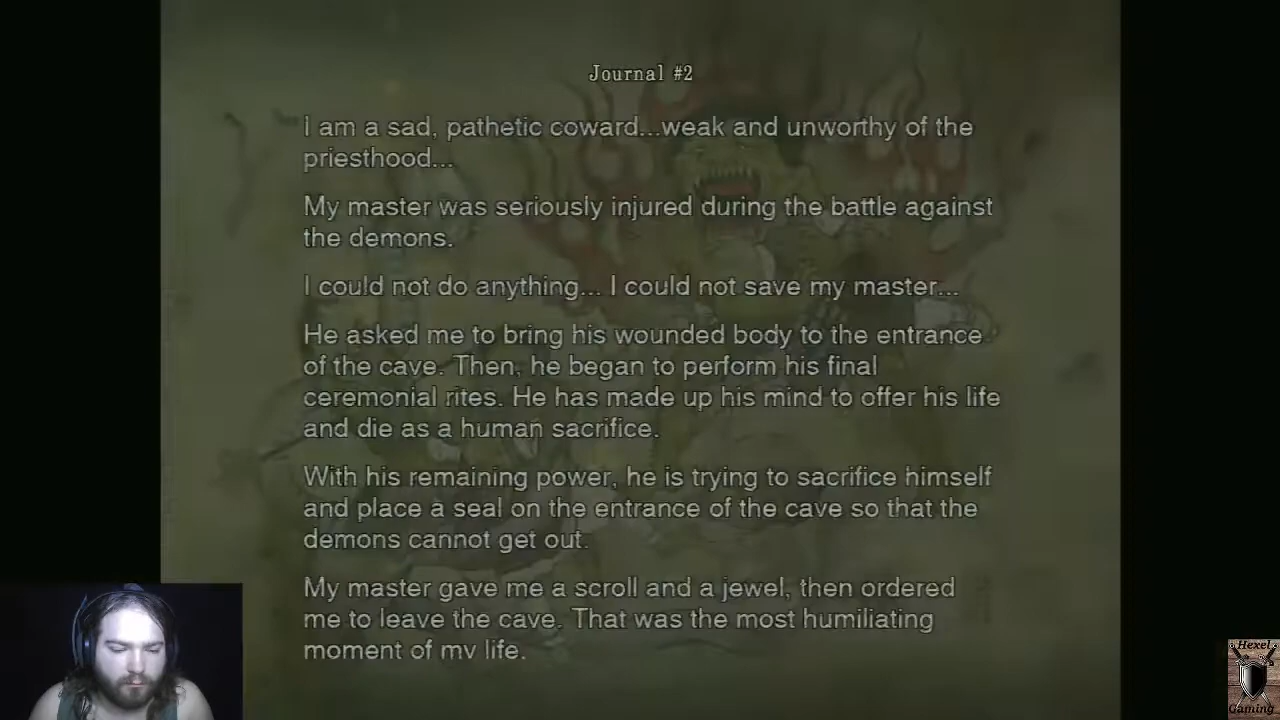 Journal #2
I am a sad, pathetic coward...weak and unworthy of the
priesthood...
My master was seriously injured during the battle against
the demons.
I could not do anything... I could not save my master...
He asked me to bring his wounded body to the entrance
of the cave. Then, he began to perform his final
ceremonial rites. He has made up his mind to offer his life
and die as a human sacrifice.
With his remaining power, he is trying to sacrifice himself
and place a seal on the entrance of the cave so that the
demons cannot get out.
My master gave me a scroll and a jewel, then ordered
me to leave the cave. That was the most humiliating
moment of my life.
Hexel
Gaming